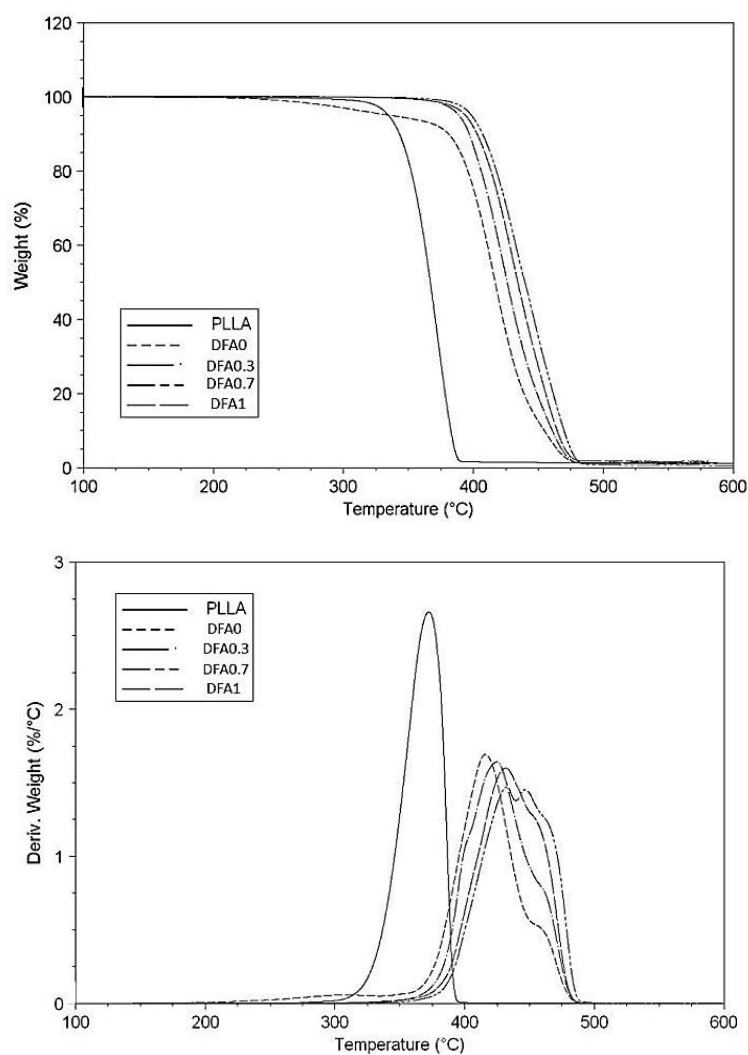 120
100
80
60
40
20
0
Weight (%)
PLLA
DFA0
DFA0.3
DFA0.7
DFA1
100 200 300 400 500 600
Temperature (°C)
3
2
1
0
Deriv. Weight (%/°C)
PLLA
DFA0
DFA0.3
DFA0.7
DFA1
100 200 300 400 500 600
Temperature (°C)